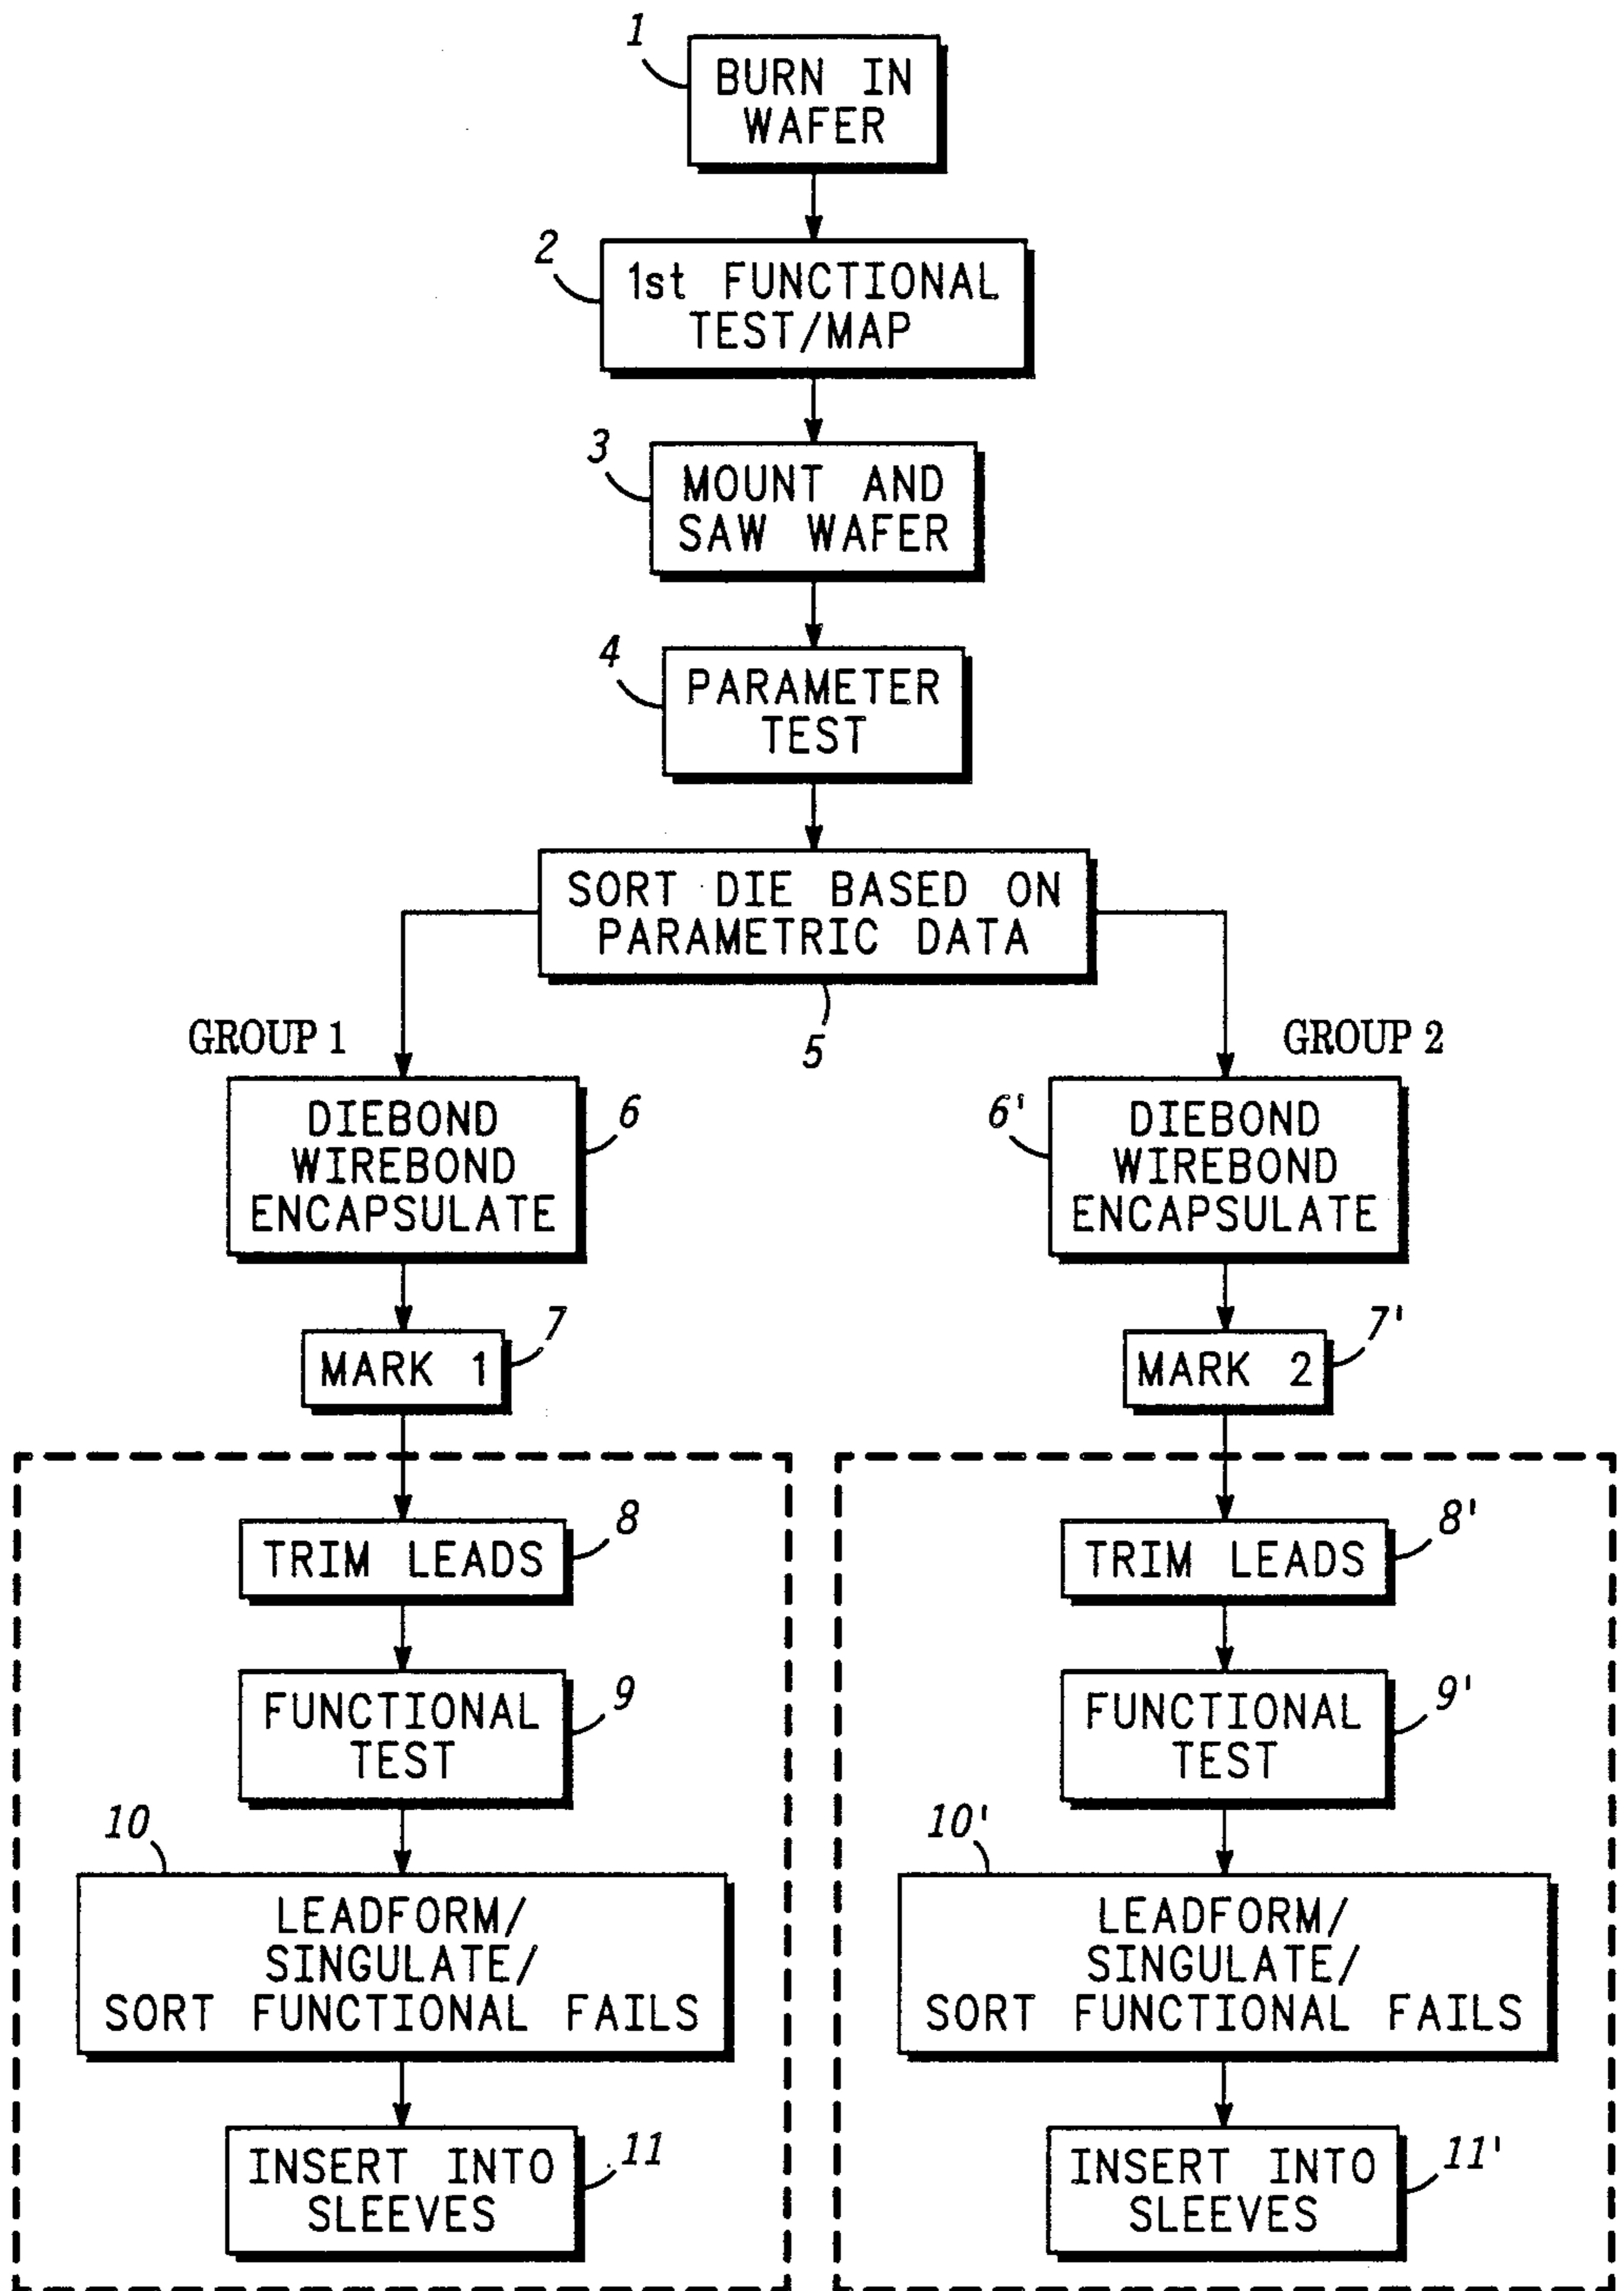 1
BURN IN
WAFER
2
1st FUNCTIONAL
TEST/MAP
3
MOUNT AND
SAW WAFER
4
PARAMETER
TEST
SORT DIE BASED ON
PARAMETRIC DATA
5
GROUP 1
GROUP 2
DIEBOND
WIREBOND
ENCAPSULATE
6
6'
DIEBOND
WIREBOND
ENCAPSULATE
MARK 1
7
MARK 2
7'
TRIM LEADS
8
TRIM LEADS
8'
FUNCTIONAL
TEST
9
FUNCTIONAL
TEST
9'
10
LEADFORM/
SINGULATE/
SORT FUNCTIONAL FAILS
10'
LEADFORM/
SINGULATE/
SORT FUNCTIONAL FAILS
INSERT INTO
SLEEVES
11
INSERT INTO
SLEEVES
11'